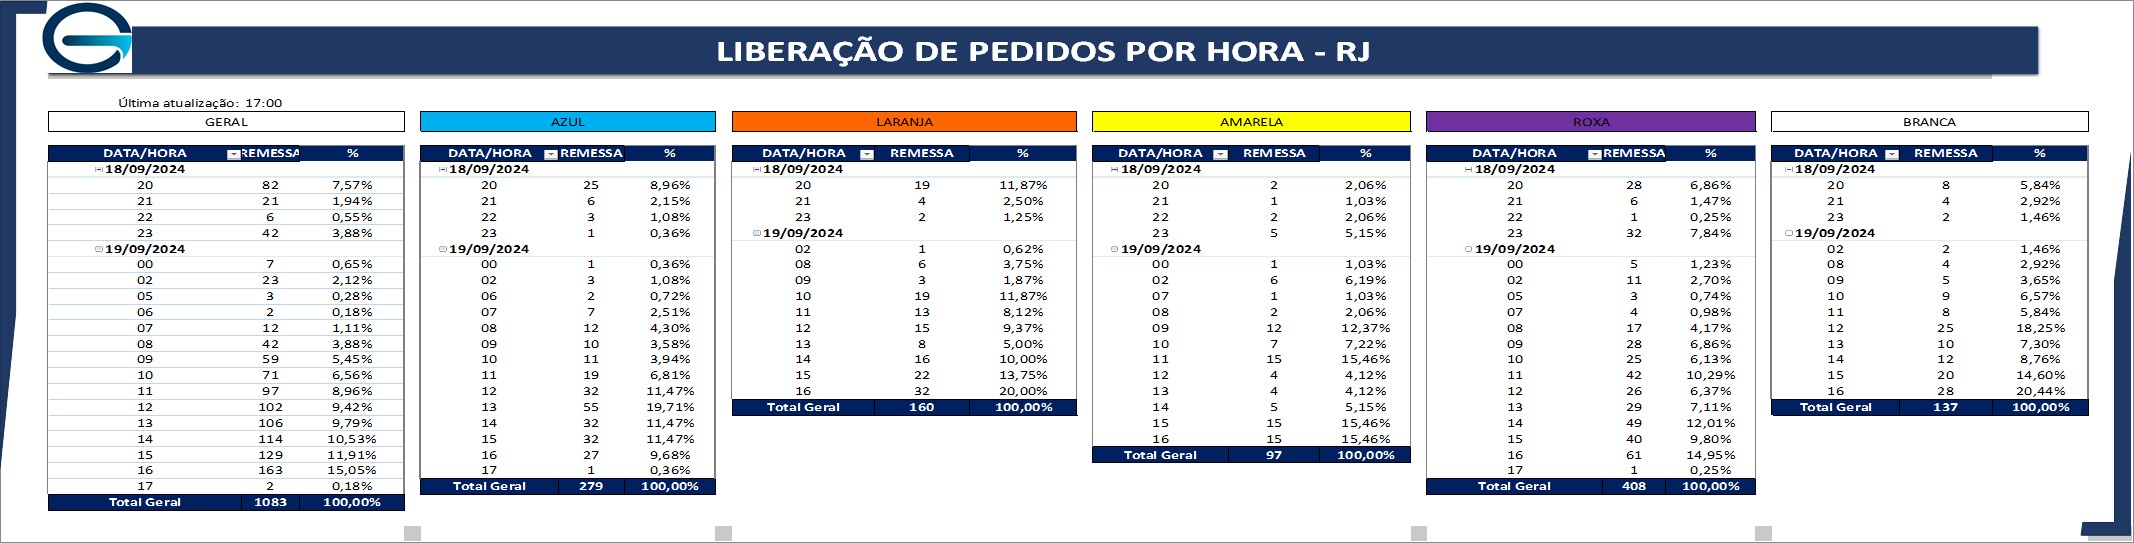 LIBERAÇÃO DE PEDIDOS POR HORA - RJ
Última atualização: 17:00
GERAL
DATA/HORA REMESSA %
18/09/2024
20 82 7,57%
21 21 1,94%
22 6 0,55%
23 42 3,88%
19/09/2024
00 7 0,65%
02 23 2,12%
05 3 0,28%
06 2 0,18%
07 12 1,11%
08 42 3,88%
09 59 5,45%
10 71 6,56%
11 97 8,96%
12 102 9,42%
13 106 9,79%
14 114 10,53%
15 129 11,91%
16 163 15,05%
17 2 0,18%
Total Geral 1083 100,00%
AZUL
DATA/HORA REMESSA %
18/09/2024
20 25 8,96%
21 6 2,15%
22 3 1,08%
23 1 0,36%
19/09/2024
00 1 0,36%
02 3 1,08%
06 2 0,72%
07 7 2,51%
08 12 4,30%
09 10 3,58%
10 11 3,94%
11 19 6,81%
12 32 11,47%
13 55 19,71%
14 32 11,47%
15 32 11,47%
16 27 9,68%
17 1 0,36%
Total Geral 279 100,00%
LARANJA
DATA/HORA REMESSA %
18/09/2024
20 19 11,87%
21 4 2,50%
23 2 1,25%
19/09/2024
02 1 0,62%
08 6 3,75%
09 3 1,87%
10 19 11,87%
11 13 8,12%
12 15 9,37%
13 8 5,00%
14 16 10,00%
15 22 13,75%
16 32 20,00%
Total Geral 160 100,00%
AMARELA
DATA/HORA REMESSA %
18/09/2024
20 2 2,06%
21 1 1,03%
22 2 2,06%
23 5 5,15%
19/09/2024
00 1 1,03%
02 6 6,19%
07 1 1,03%
08 2 2,06%
09 12 12,37%
10 7 7,22%
11 15 15,46%
12 4 4,12%
13 4 4,12%
14 5 5,15%
15 15 15,46%
16 15 15,46%
Total Geral 97 100,00%
ROXA
DATA/HORA REMESSA %
18/09/2024
20 28 6,86%
21 6 1,47%
22 1 0,25%
23 32 7,84%
19/09/2024
00 5 1,23%
02 11 2,70%
05 3 0,74%
07 4 0,98%
08 17 4,17%
09 28 6,86%
10 25 6,13%
11 42 10,29%
12 26 6,37%
13 29 7,11%
14 49 12,01%
15 40 9,80%
16 61 14,95%
17 1 0,25%
Total Geral 408 100,00%
BRANCA
DATA/HORA REMESSA %
18/09/2024
20 8 5,84%
21 4 2,92%
23 2 1,46%
19/09/2024
02 2 1,46%
08 4 2,92%
09 5 3,65%
10 9 6,57%
11 8 5,84%
12 25 18,25%
13 10 7,30%
14 12 8,76%
15 20 14,60%
16 28 20,44%
Total Geral 137 100,00%